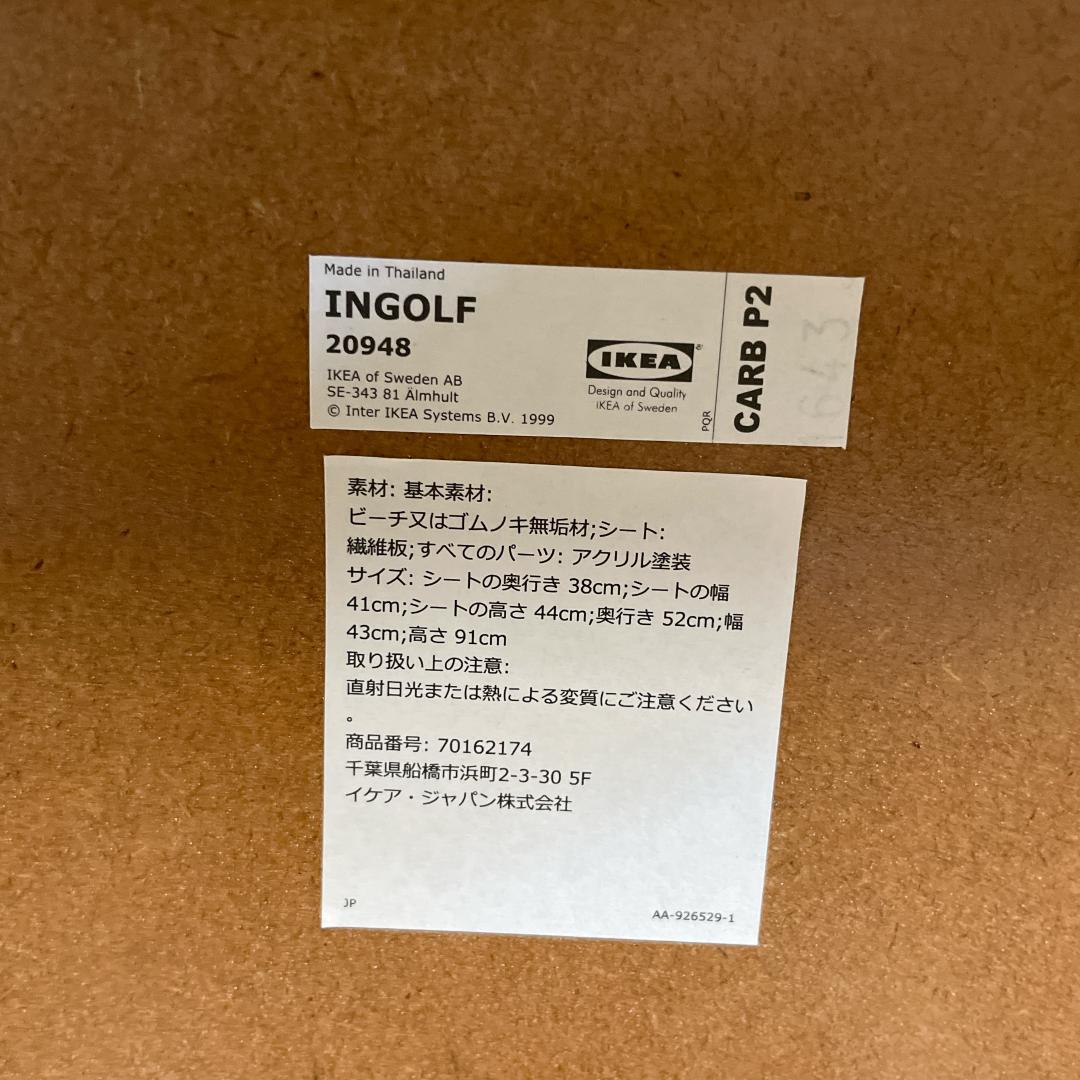 Made in Thailand
INGOLF
20948
IKEA of Sweden AB
SE-343 81 Älmhult
© Inter IKEA Systems B.V. 1999
IKEA®
Design and Quality
IKEA of Sweden
PQR
CARB P2
1643
素材: 基本素材:
ビーチ又はゴムノキ無垢材;シート:
繊維板;すべてのパーツ: アクリル塗装
サイズ: シートの奥行き 38cm;シートの幅
41cm;シートの高さ 44cm;奥行き 52cm;幅
43cm;高さ 91cm
取り扱い上の注意:
直射日光または熱による変質にご注意ください
。
商品番号: 70162174
千葉県船橋市浜町2-3-30 5F
イケア・ジャパン株式会社
JP
AA-926529-1